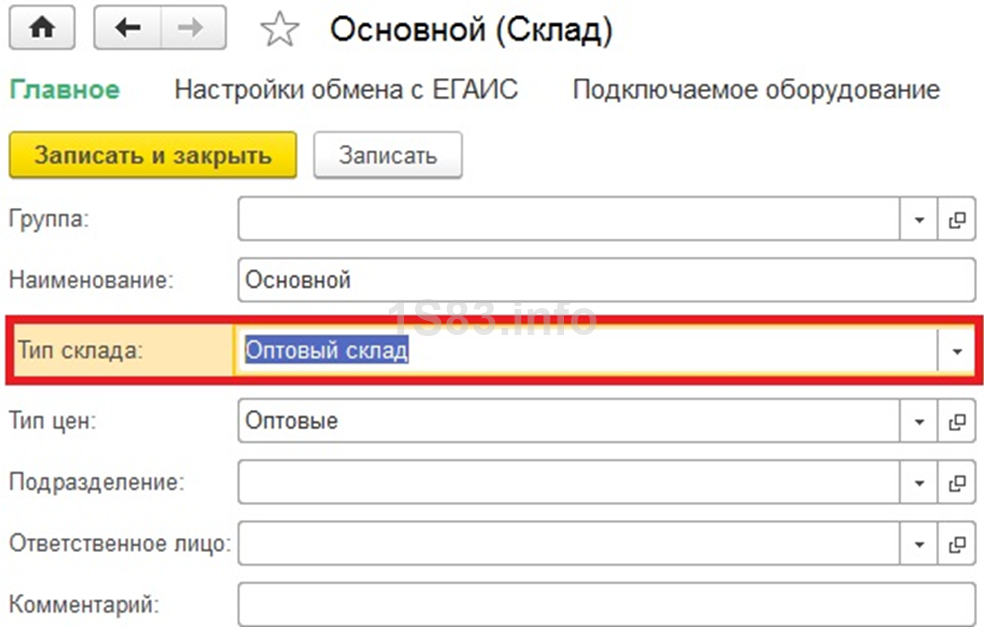 Основной (Склад)
Главное Настройки обмена с ЕГАИС Подключаемое оборудование
Записать и закрыть Записать
Группа:
Наименование: Основной
1S83.info
Тип склада: Оптовый склад
Тип цен: Оптовые
Подразделение:
Ответственное лицо:
Комментарий: